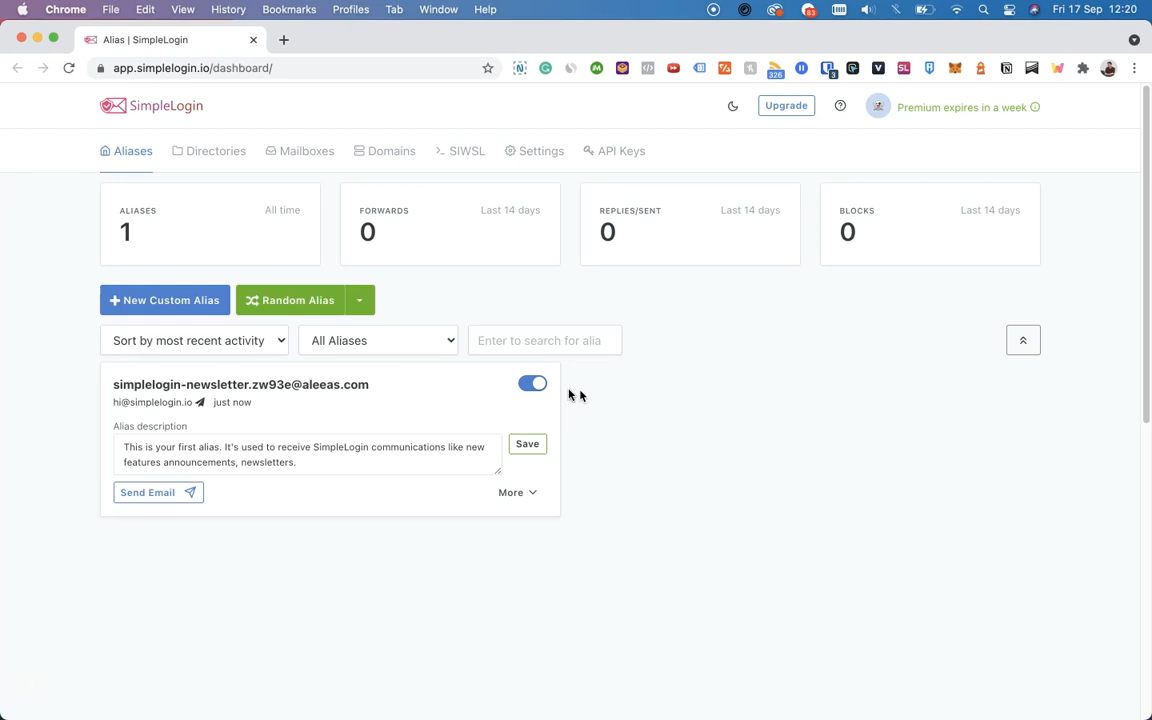 Chrome File Edit View History Bookmarks Profiles Tab Window Help
63
Fri 17 Sep 12:20
Alias | SimpleLogin
app.simplelogin.io/dashboard/
326
3
SL
SimpleLogin
Upgrade
Premium expires in a week
Aliases Directories Mailboxes Domains SIWSL Settings API Keys
ALIASES All time
1
FORWARDS Last 14 days
0
REPLIES/SENT Last 14 days
0
BLOCKS Last 14 days
0
New Custom Alias
Random Alias
Sort by most recent activity
All Aliases
Enter to search for alia
simplelogin-newsletter.zw93e@aleeas.com
hi@simplelogin.io just now
Alias description
This is your first alias. It's used to receive SimpleLogin communications like new
features announcements, newsletters.
Save
Send Email
More